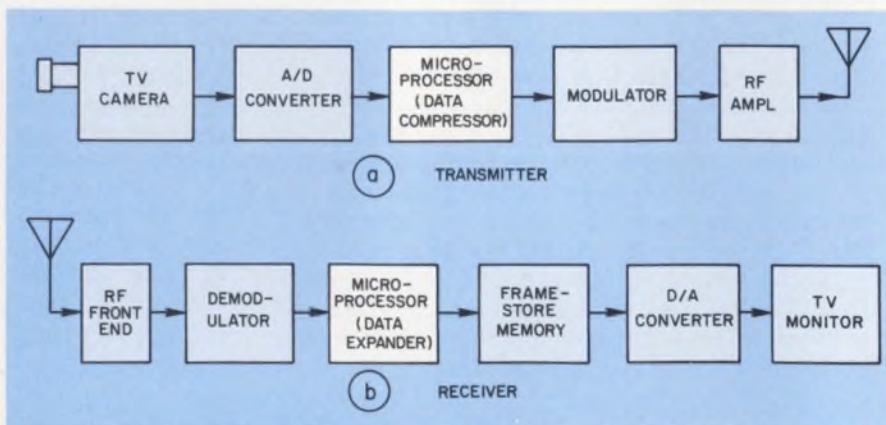 TV
CAMERA
A/D
CONVERTER
MICRO-
PROCESSOR
(DATA
COMPRESSOR)
MODULATOR
RF
AMPL
a
TRANSMITTER
RF
FRONT
END
DEMOD-
ULATOR
MICRO-
PROCESSOR
(DATA
EXPANDER)
FRAME-
STORE
MEMORY
D/A
CONVERTER
TV
MONITOR
b
RECEIVER